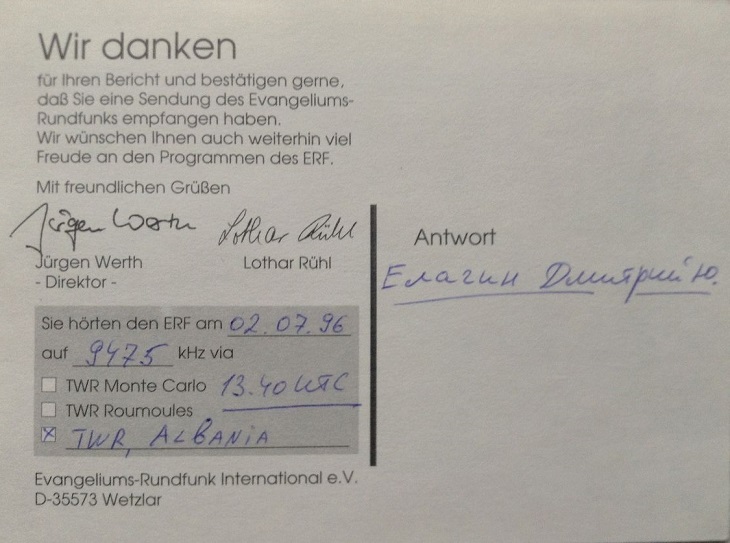 Wir danken
für Ihren Bericht und bestätigen gerne,
daß Sie eine Sendung des Evangeliums-
Rundfunks empfangen haben.
Wir wünschen Ihnen auch weiterhin viel
Freude an den Programmen des ERF.
Mit freundlichen Grüßen
Jürgen Werth Lothar Rühl
Jürgen Werth Lothar Rühl
- Direktor -
Sie hörten den ERF am 02.07.96
auf 9475 kHz via
TWR Monte Carlo 13.40 UTC
TWR Roumoules
TWR, ALBANIA
Evangeliums-Rundfunk International e.V.
D-35573 Wetzlar
Antwort
Елагин Дмитрий Ю.